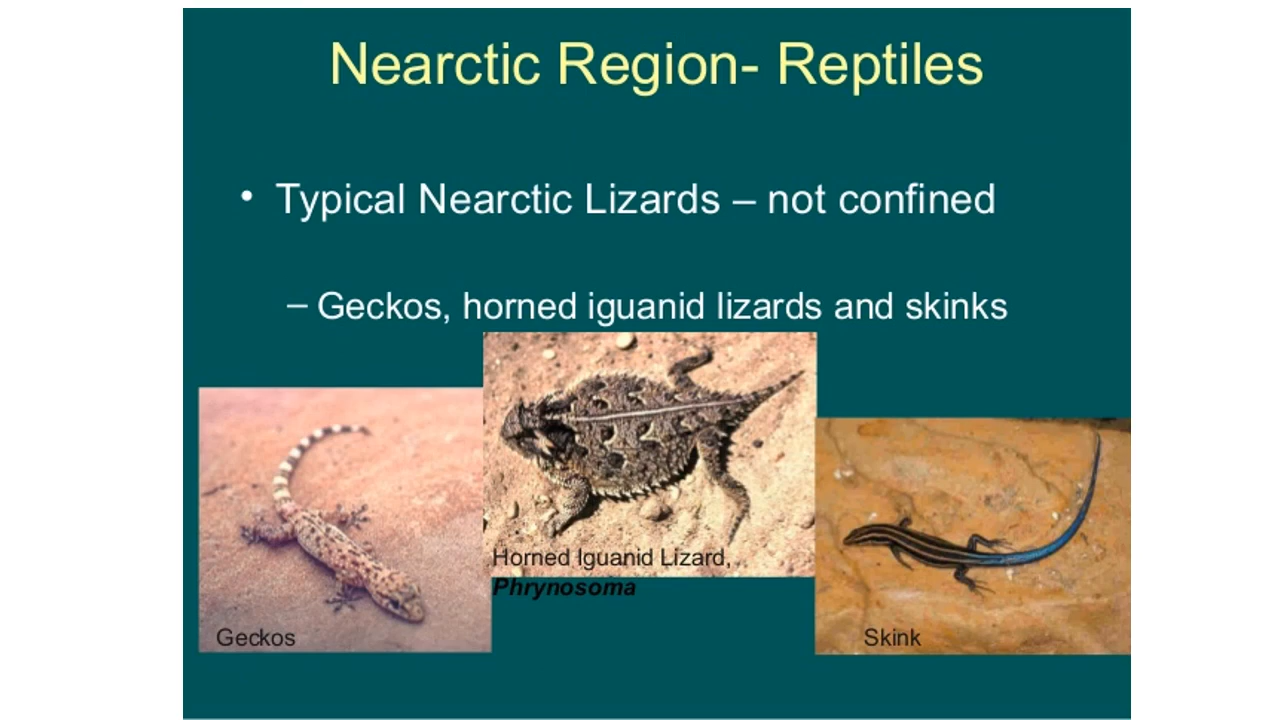 Nearctic Region- Reptiles
• Typical Nearctic Lizards – not confined
– Geckos, horned iguanid lizards and skinks
Horned Iguanid Lizard,
Phrynosoma
Geckos
Skink